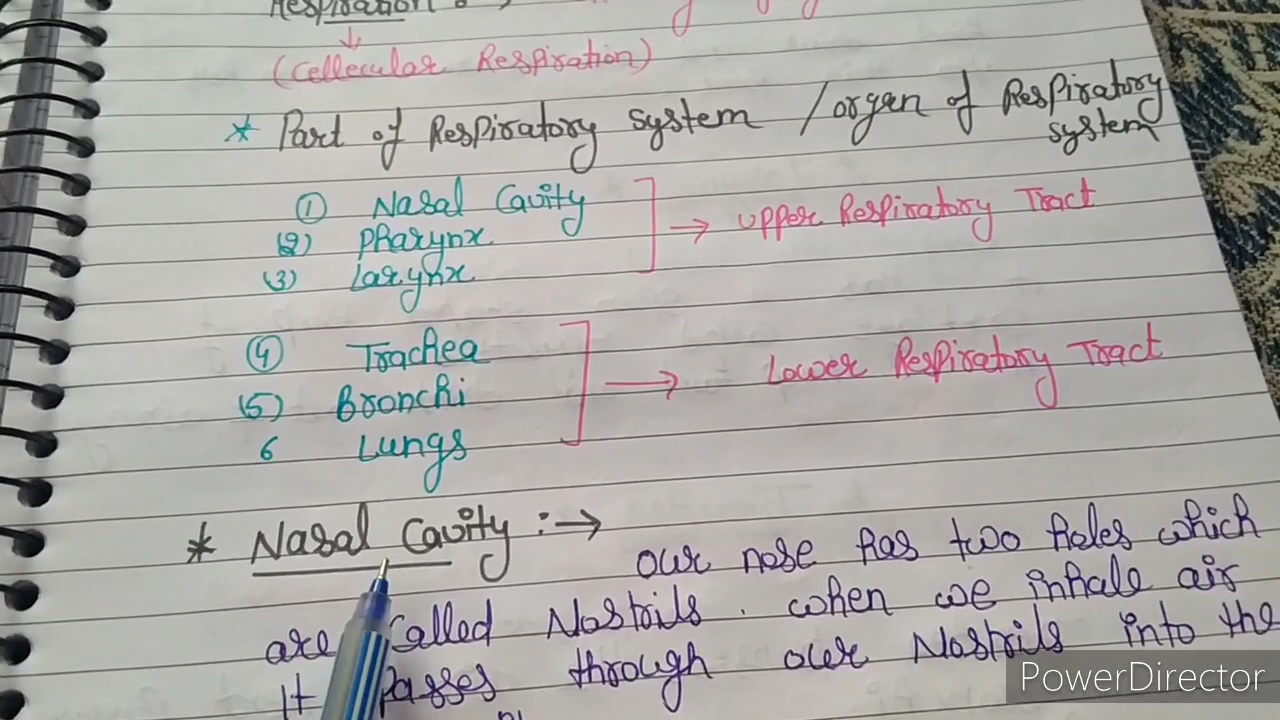 Respiration
(Cellecular Respiration)
* Part of Respiratory system / organ of Respiratory
system
① Nasal Cavity
(2) Pharynx
(3) Larynx
→ upper Respiratory Tract
④ Trachea
(5) Bronchi
6 Lungs
→ Lower Respiratory Tract
* Nasal Cavity :→
our nose has two holes which
are called Nostrils. when we inhale air
It passes through our Nostrils into the
PowerDirector